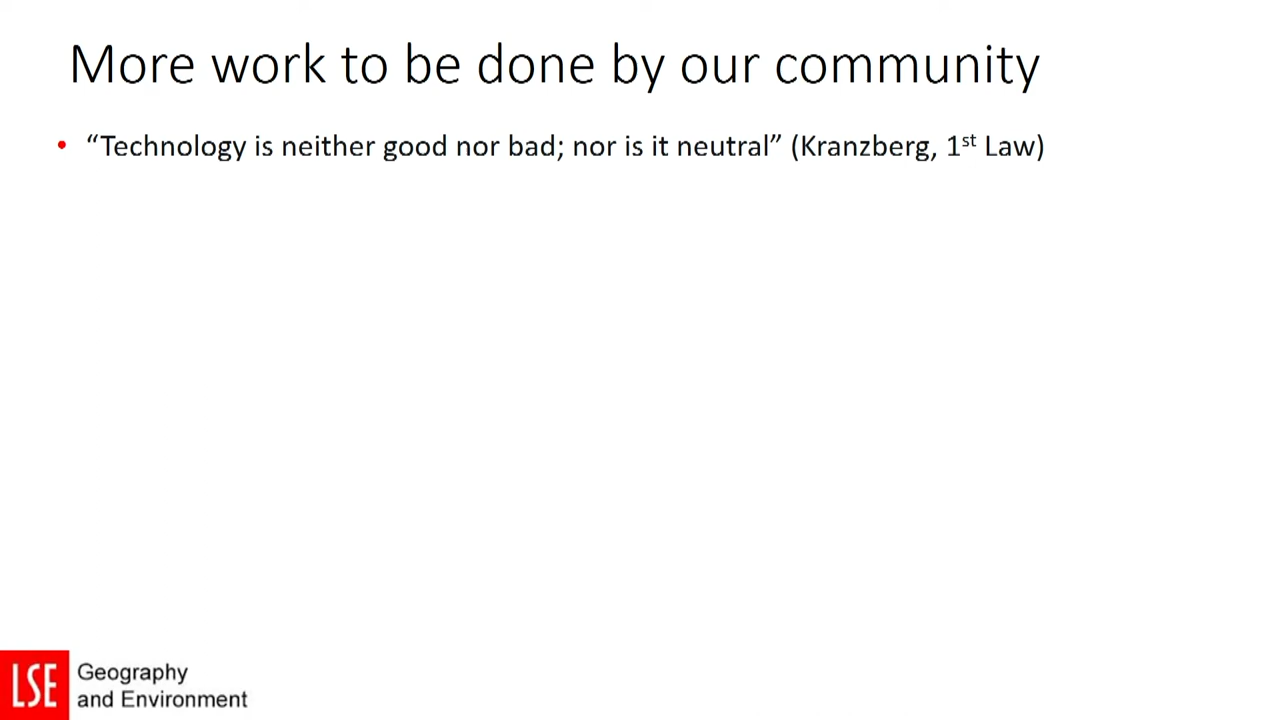 More work to be done by our community
• “Technology is neither good nor bad; nor is it neutral” (Kranzberg, 1st Law)
LSE
Geography
and Environment